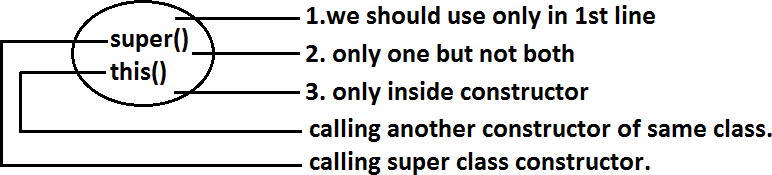 1.we should use only in 1st line
super()
2. only one but not both
this()
3. only inside constructor
calling another constructor of same class.
calling super class constructor.